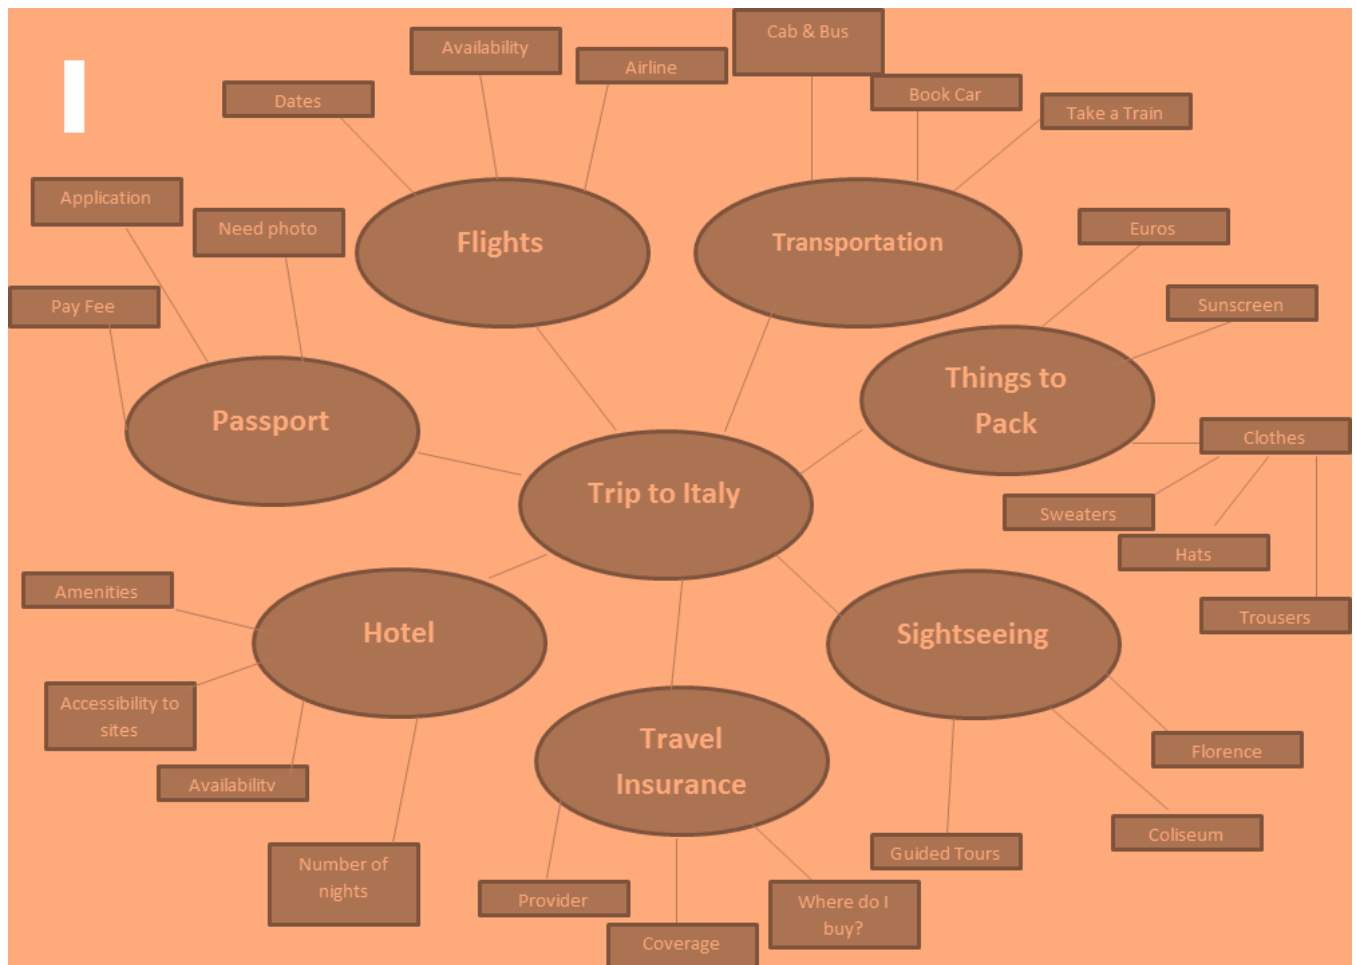 Cab & Bus
Availability
Airline
Dates
Book Car
Take a Train
Application
Need photo
Flights
Transportation
Euros
Pay Fee
Sunscreen
Passport
Things to
Pack
Clothes
Trip to Italy
Sweaters
Hats
Amenities
Trousers
Hotel
Sightseeing
Accessibility to
sites
Travel
Insurance
Florence
Availability
Coliseum
Guided Tours
Number of
nights
Provider
Where do I
buy?
Coverage